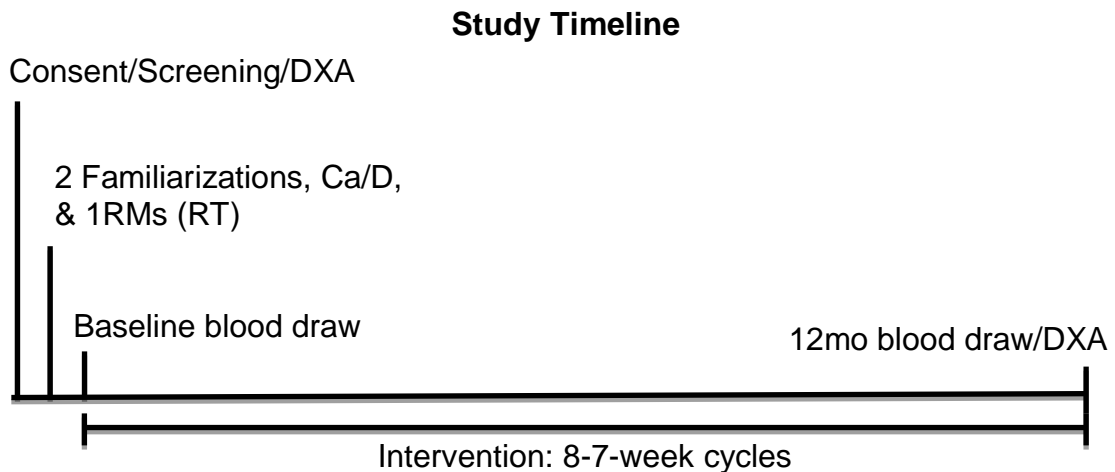 Study Timeline
Consent/Screening/DXA
2 Familiarizations, Ca/D,
& 1RMs (RT)
Baseline blood draw
12mo blood draw/DXA
Intervention: 8-7-week cycles